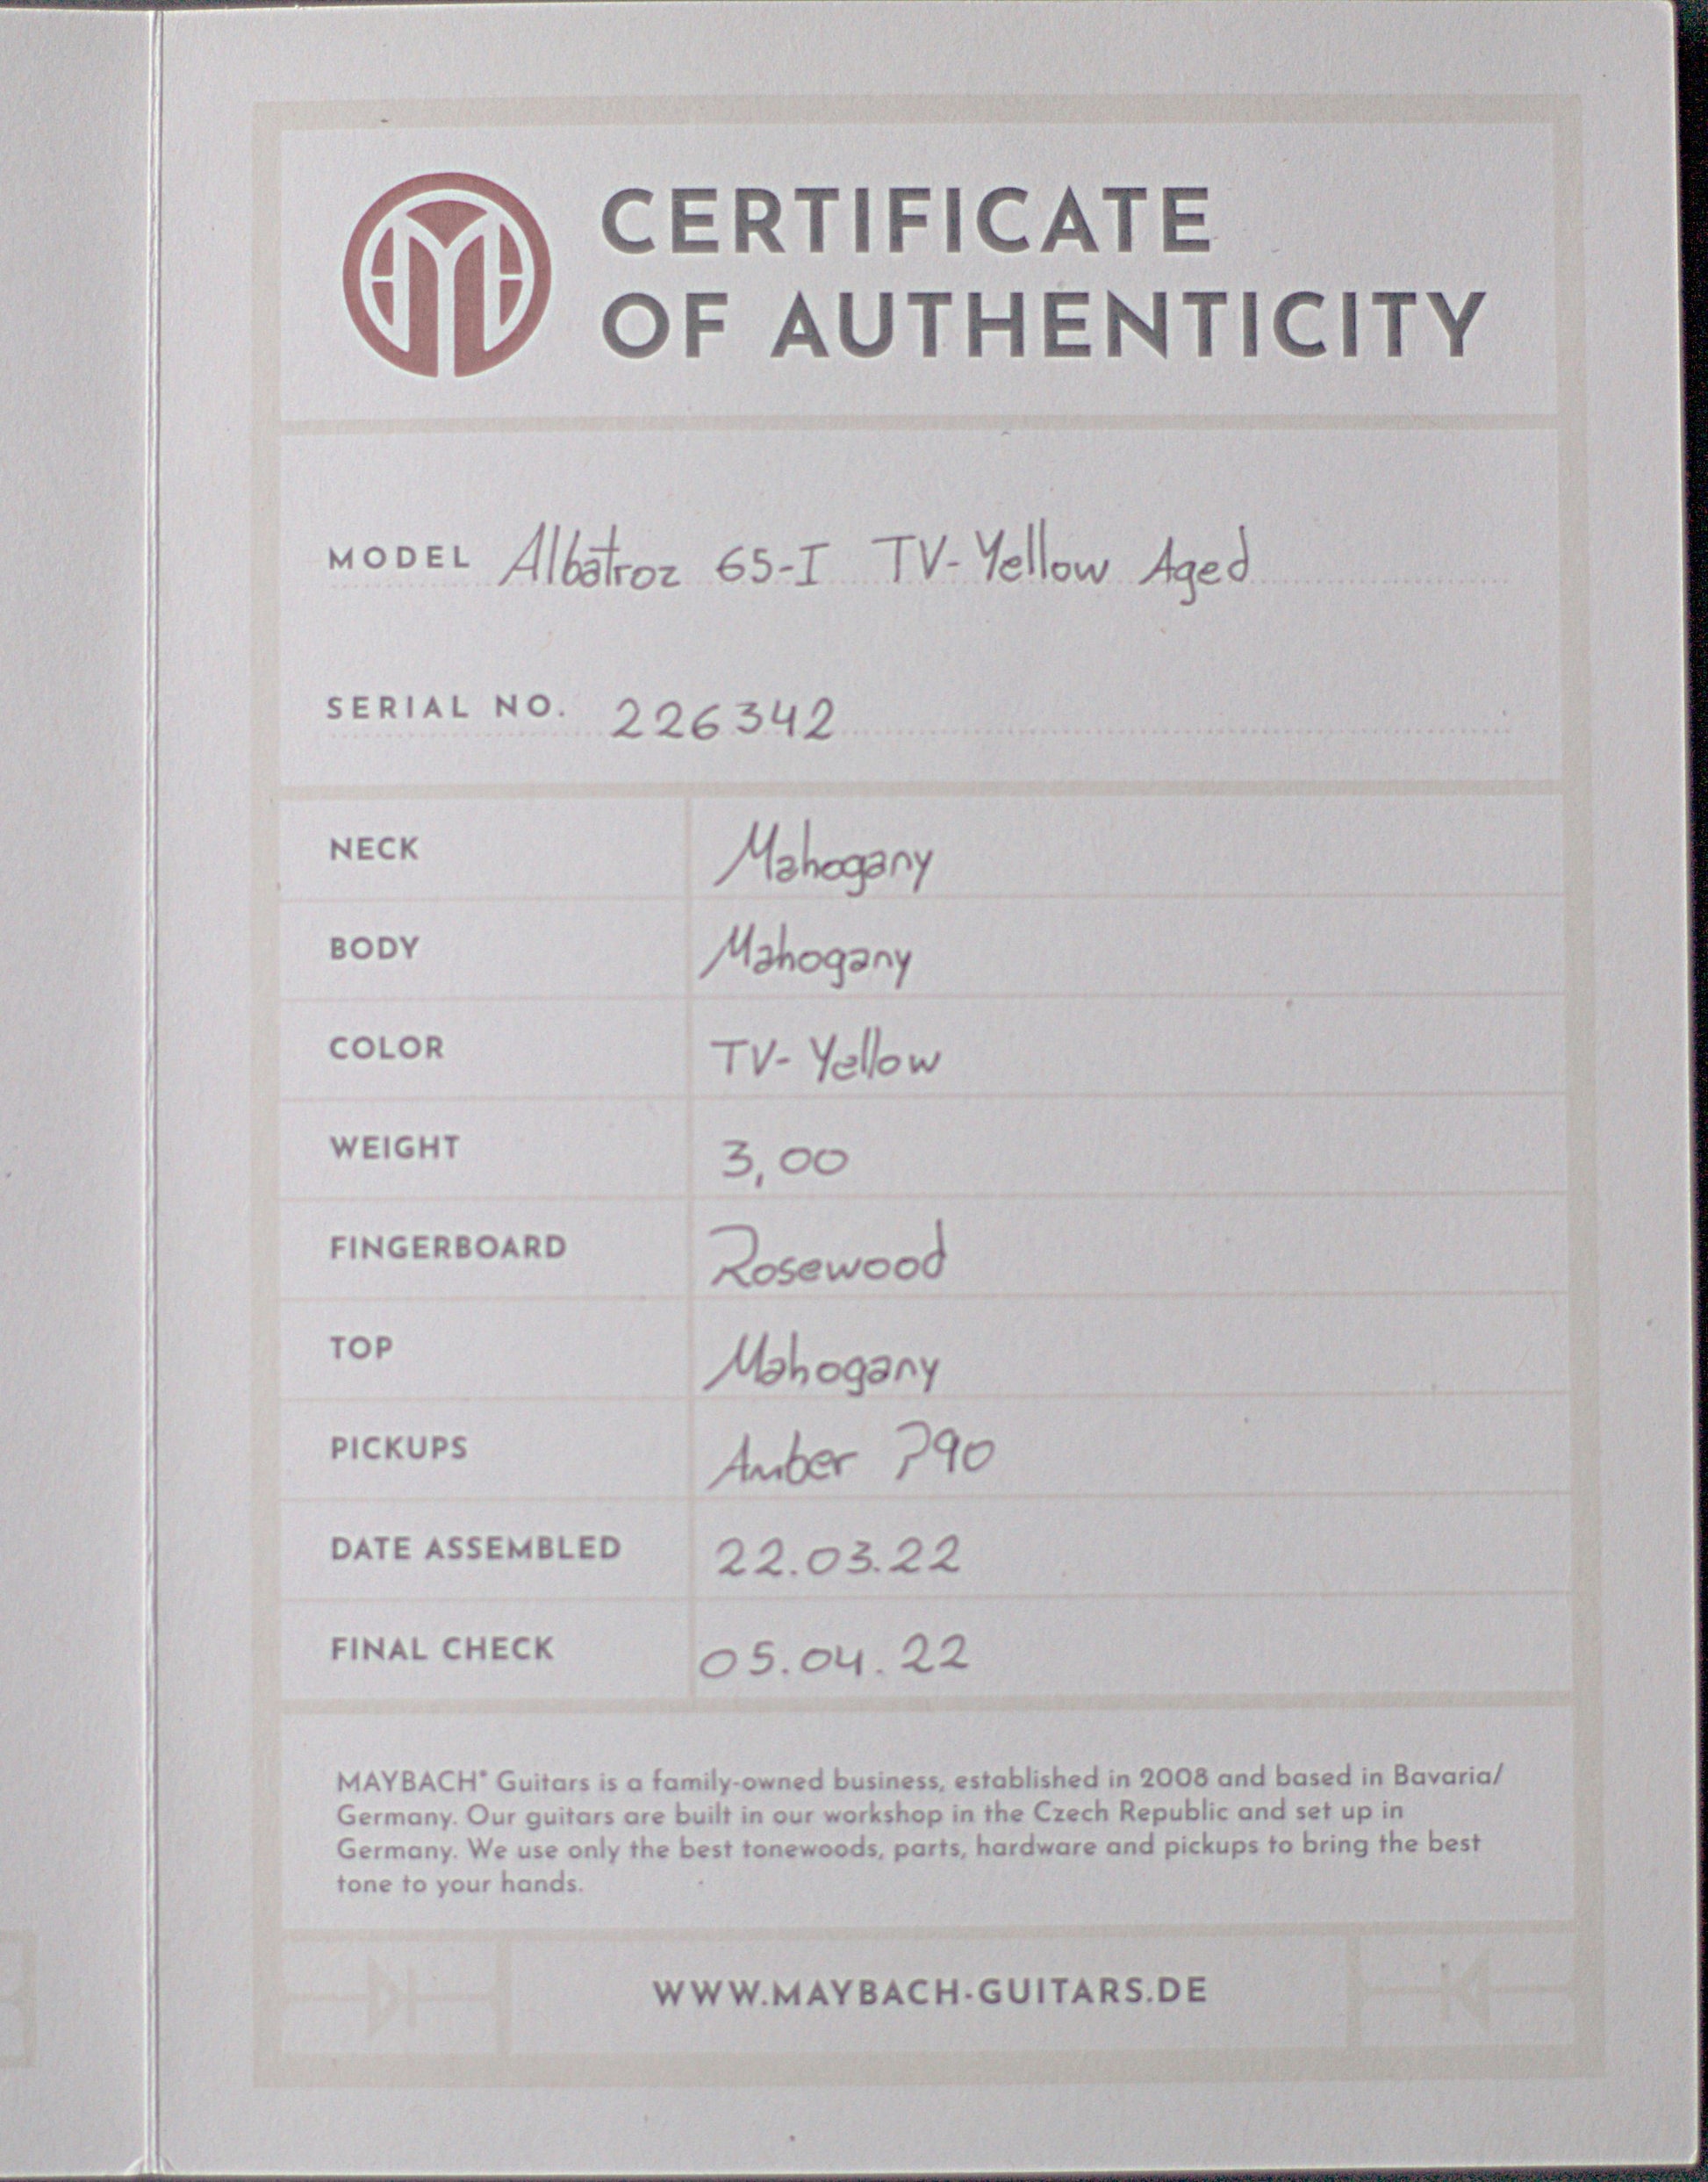 CERTIFICATE
OF AUTHENTICITY
MODEL Albatroz 65-I TV-Yellow Aged
SERIAL NO. 226342
NECK Mahogany
BODY Mahogany
COLOR TV-Yellow
WEIGHT 3,00
FINGERBOARD Rosewood
TOP Mahogany
PICKUPS Amber P90
DATE ASSEMBLED 22.03.22
FINAL CHECK 05.04.22
MAYBACH® Guitars is a family-owned business, established in 2008 and based in Bavaria/
Germany. Our guitars are built in our workshop in the Czech Republic and set up in
Germany. We use only the best tonewoods, parts, hardware and pickups to bring the best
tone to your hands.
WWW.MAYBACH-GUITARS.DE